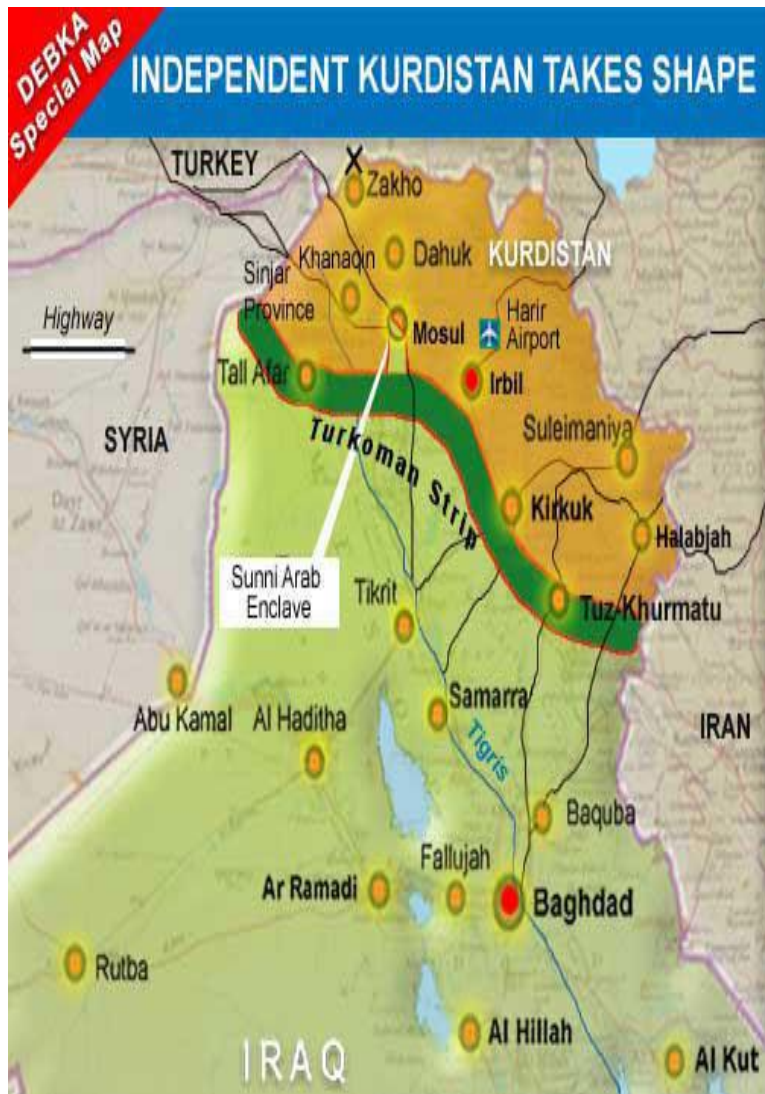 DEBKA
Special Map
INDEPENDENT KURDISTAN TAKES SHAPE
TURKEY
Zakho
Khanaqin
Dahuk
KURDISTAN
Sinjar
Province
Highway
Mosul
Harir
Airport
Tall Afar
Irbil
SYRIA
Turkoman Strip
Suleimaniya
Kirkuk
Halabjah
Sunni Arab
Enclave
Tikrit
Tuz-Khurmatu
Abu Kamal
Al Haditha
Samarra
Tigris
IRAN
Baquba
Fallujah
Ar Ramadi
Baghdad
Rutba
Al Hillah
IRAQ
Al Kut